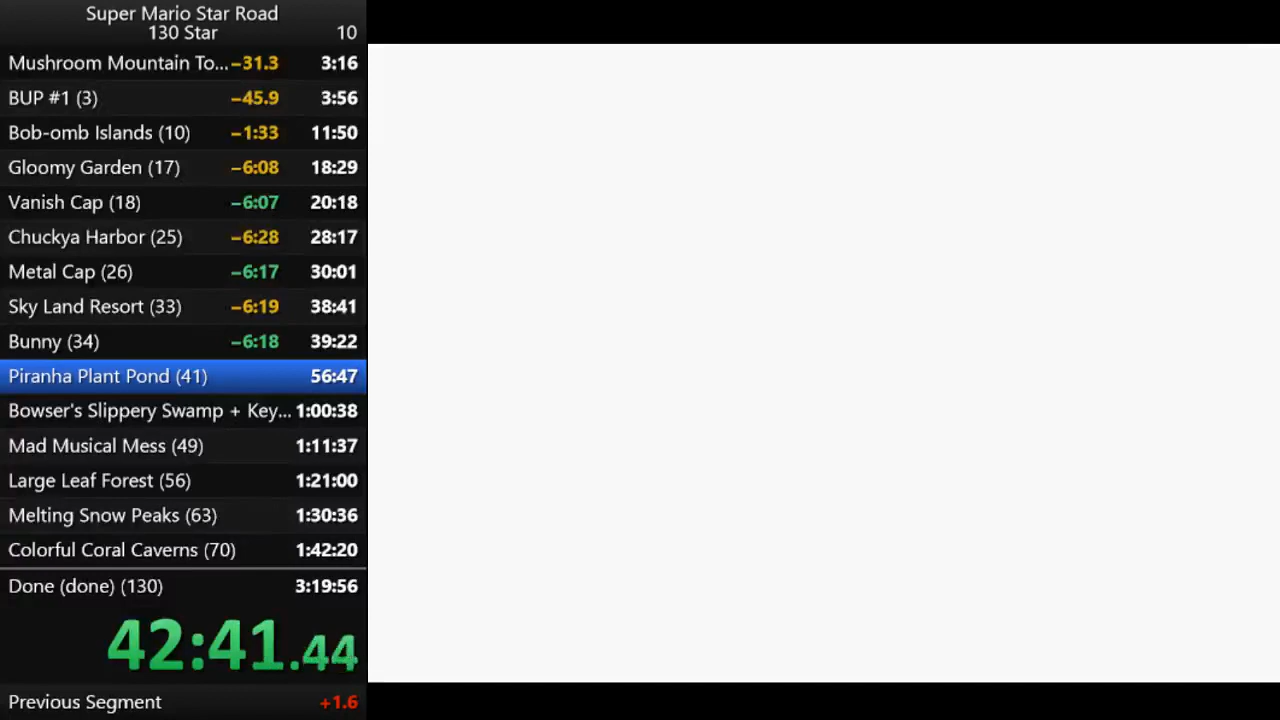 Super Mario Star Road
130 Star 10
Mushroom Mountain To... −31.3 3:16
BUP #1 (3) −45.9 3:56
Bob-omb Islands (10) −1:33 11:50
Gloomy Garden (17) −6:08 18:29
Vanish Cap (18) −6:07 20:18
Chuckya Harbor (25) −6:28 28:17
Metal Cap (26) −6:17 30:01
Sky Land Resort (33) −6:19 38:41
Bunny (34) −6:18 39:22
Piranha Plant Pond (41) 56:47
Bowser's Slippery Swamp + Key... 1:00:38
Mad Musical Mess (49) 1:11:37
Large Leaf Forest (56) 1:21:00
Melting Snow Peaks (63) 1:30:36
Colorful Coral Caverns (70) 1:42:20
Done (done) (130) 3:19:56
42:41.44
Previous Segment +1.6